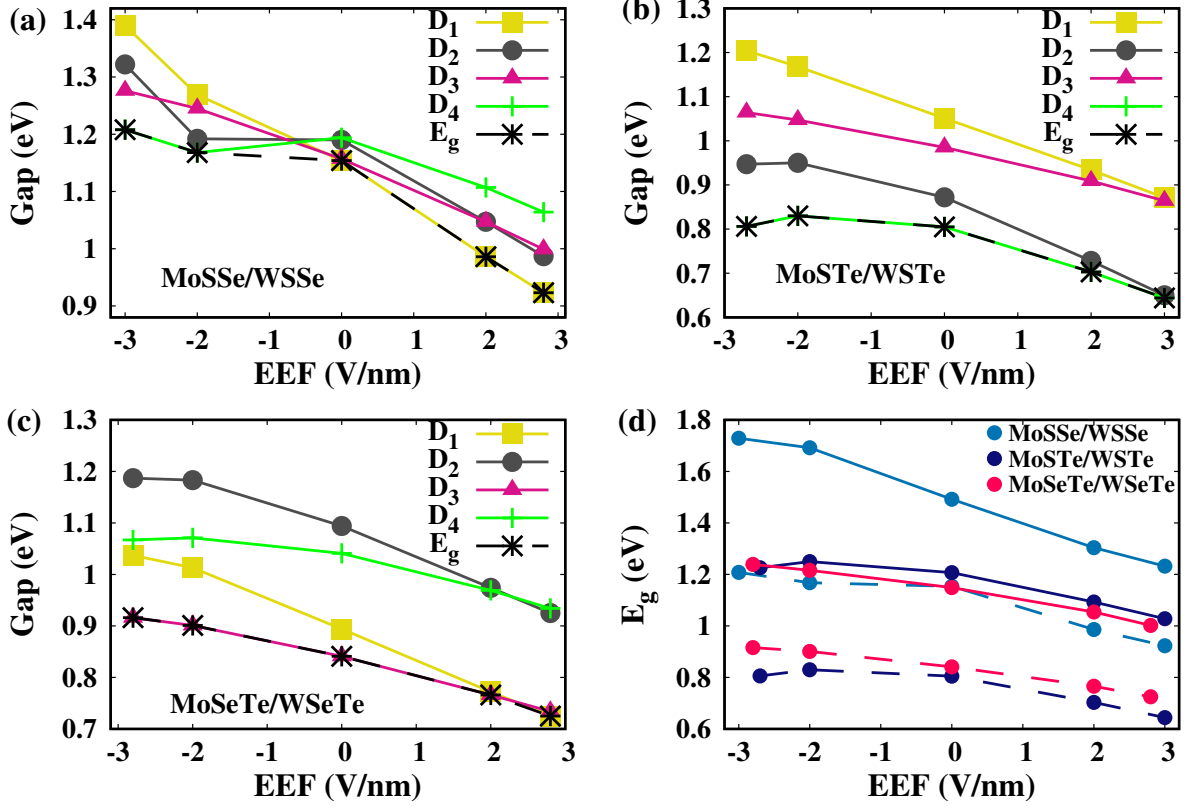 (a)
1.4
1.3
1.2
1.1
1
0.9
Gap (eV)
D1
D2
D3
D4
Eg
MoSSe/WSSe
-3 -2 -1 0 1 2 3
EEF (V/nm)
(b)
1.3
1.2
1.1
1
0.9
0.8
0.7
0.6
Gap (eV)
D1
D2
D3
D4
Eg
MoSTe/WSTe
-3 -2 -1 0 1 2 3
EEF (V/nm)
(c)
1.3
1.2
1.1
1
0.9
0.8
0.7
Gap (eV)
D1
D2
D3
D4
Eg
MoSeTe/WSeTe
-3 -2 -1 0 1 2 3
EEF (V/nm)
(d)
1.8
1.6
1.4
1.2
1
0.8
0.6
Eg (eV)
MoSSe/WSSe
MoSTe/WSTe
MoSeTe/WSeTe
-3 -2 -1 0 1 2 3
EEF (V/nm)